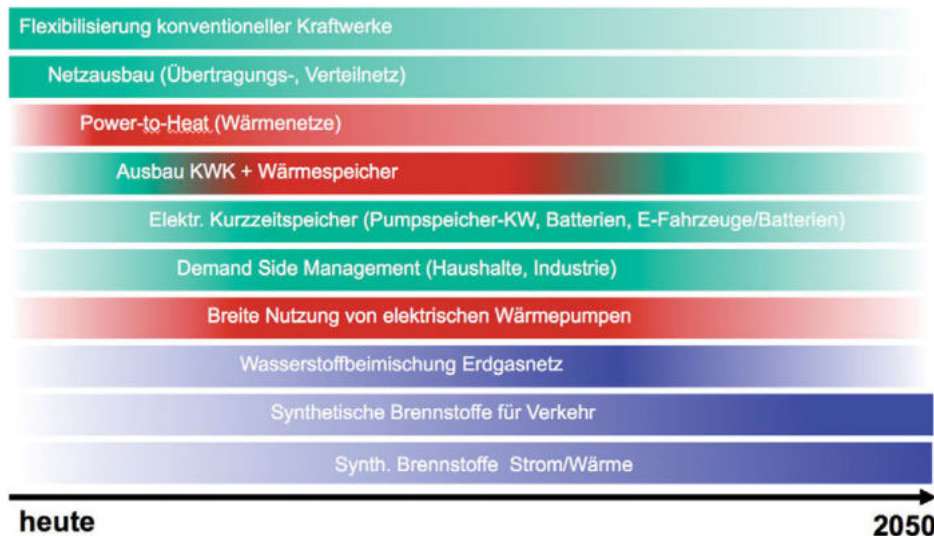 Flexibilisierung konventioneller Kraftwerke
Netzausbau (Übertragungs-, Verteilnetz)
Power-to-Heat (Wärmenetze)
Ausbau KWK + Wärmespeicher
Elektr. Kurzzeitspeicher (Pumpspeicher-KW, Batterien, E-Fahrzeuge/Batterien)
Demand Side Management (Haushalte, Industrie)
Breite Nutzung von elektrischen Wärmepumpen
Wasserstoffbeimischung Erdgasnetz
Synthetische Brennstoffe für Verkehr
Synth. Brennstoffe Strom/Wärme
heute 2050